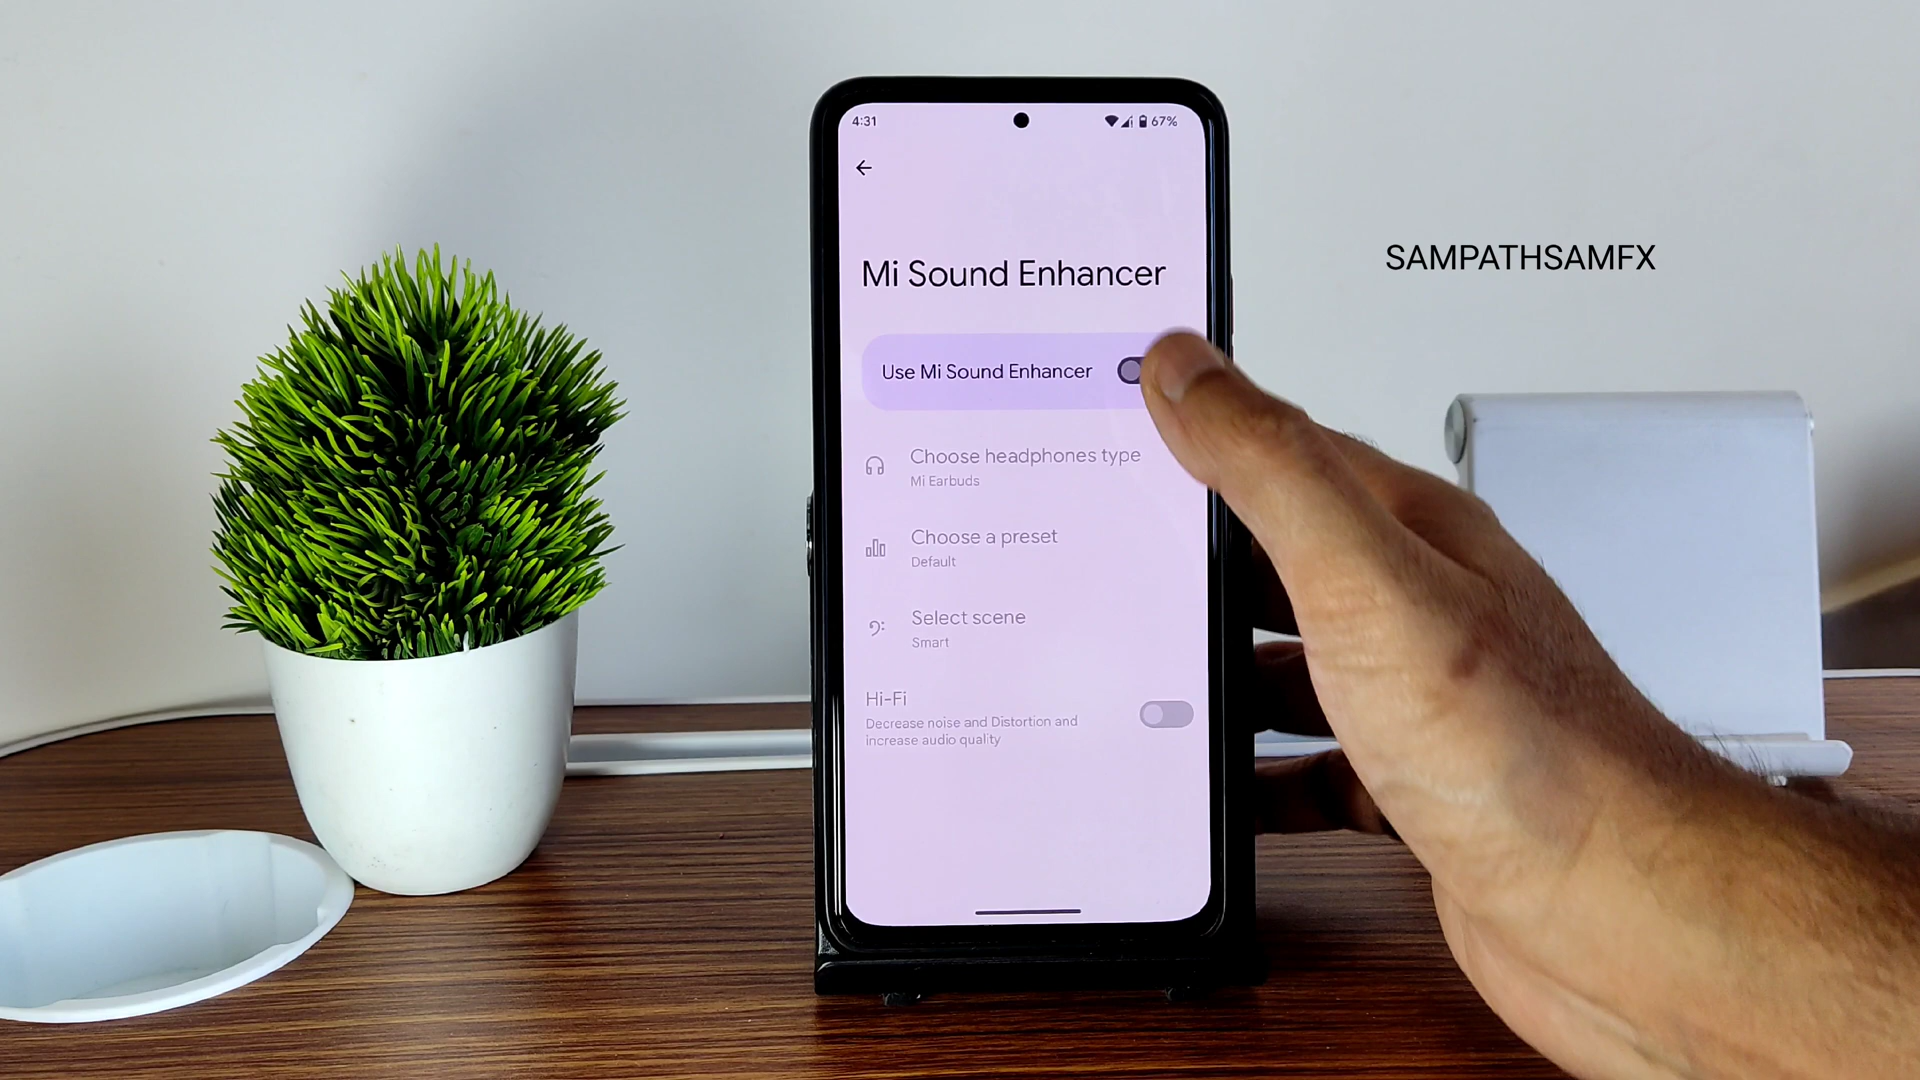 4:31
67%
Mi Sound Enhancer
SAMPATHSAMFX
Use Mi Sound Enhancer
Choose headphones type
Mi Earbuds
Choose a preset
Default
Select scene
Smart
Hi-Fi
Decrease noise and Distortion and
increase audio quality